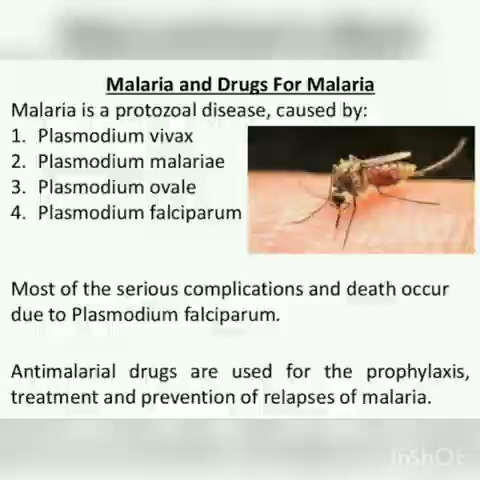 Malaria and Drugs For Malaria
Malaria is a protozoal disease, caused by:
1. Plasmodium vivax
2. Plasmodium malariae
3. Plasmodium ovale
4. Plasmodium falciparum
Most of the serious complications and death occur
due to Plasmodium falciparum.
Antimalarial drugs are used for the prophylaxis,
treatment and prevention of relapses of malaria.
InShOt